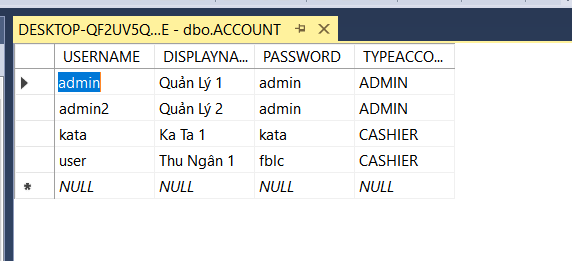 DESKTOP-QF2UV5Q...E - dbo.ACCOUNT
USERNAME DISPLAYNA... PASSWORD TYPEACCO...
admin Quản Lý 1 admin ADMIN
admin2 Quản Lý 2 admin ADMIN
kata Ka Ta 1 kata CASHIER
user Thu Ngân 1 fblc CASHIER
NULL NULL NULL NULL